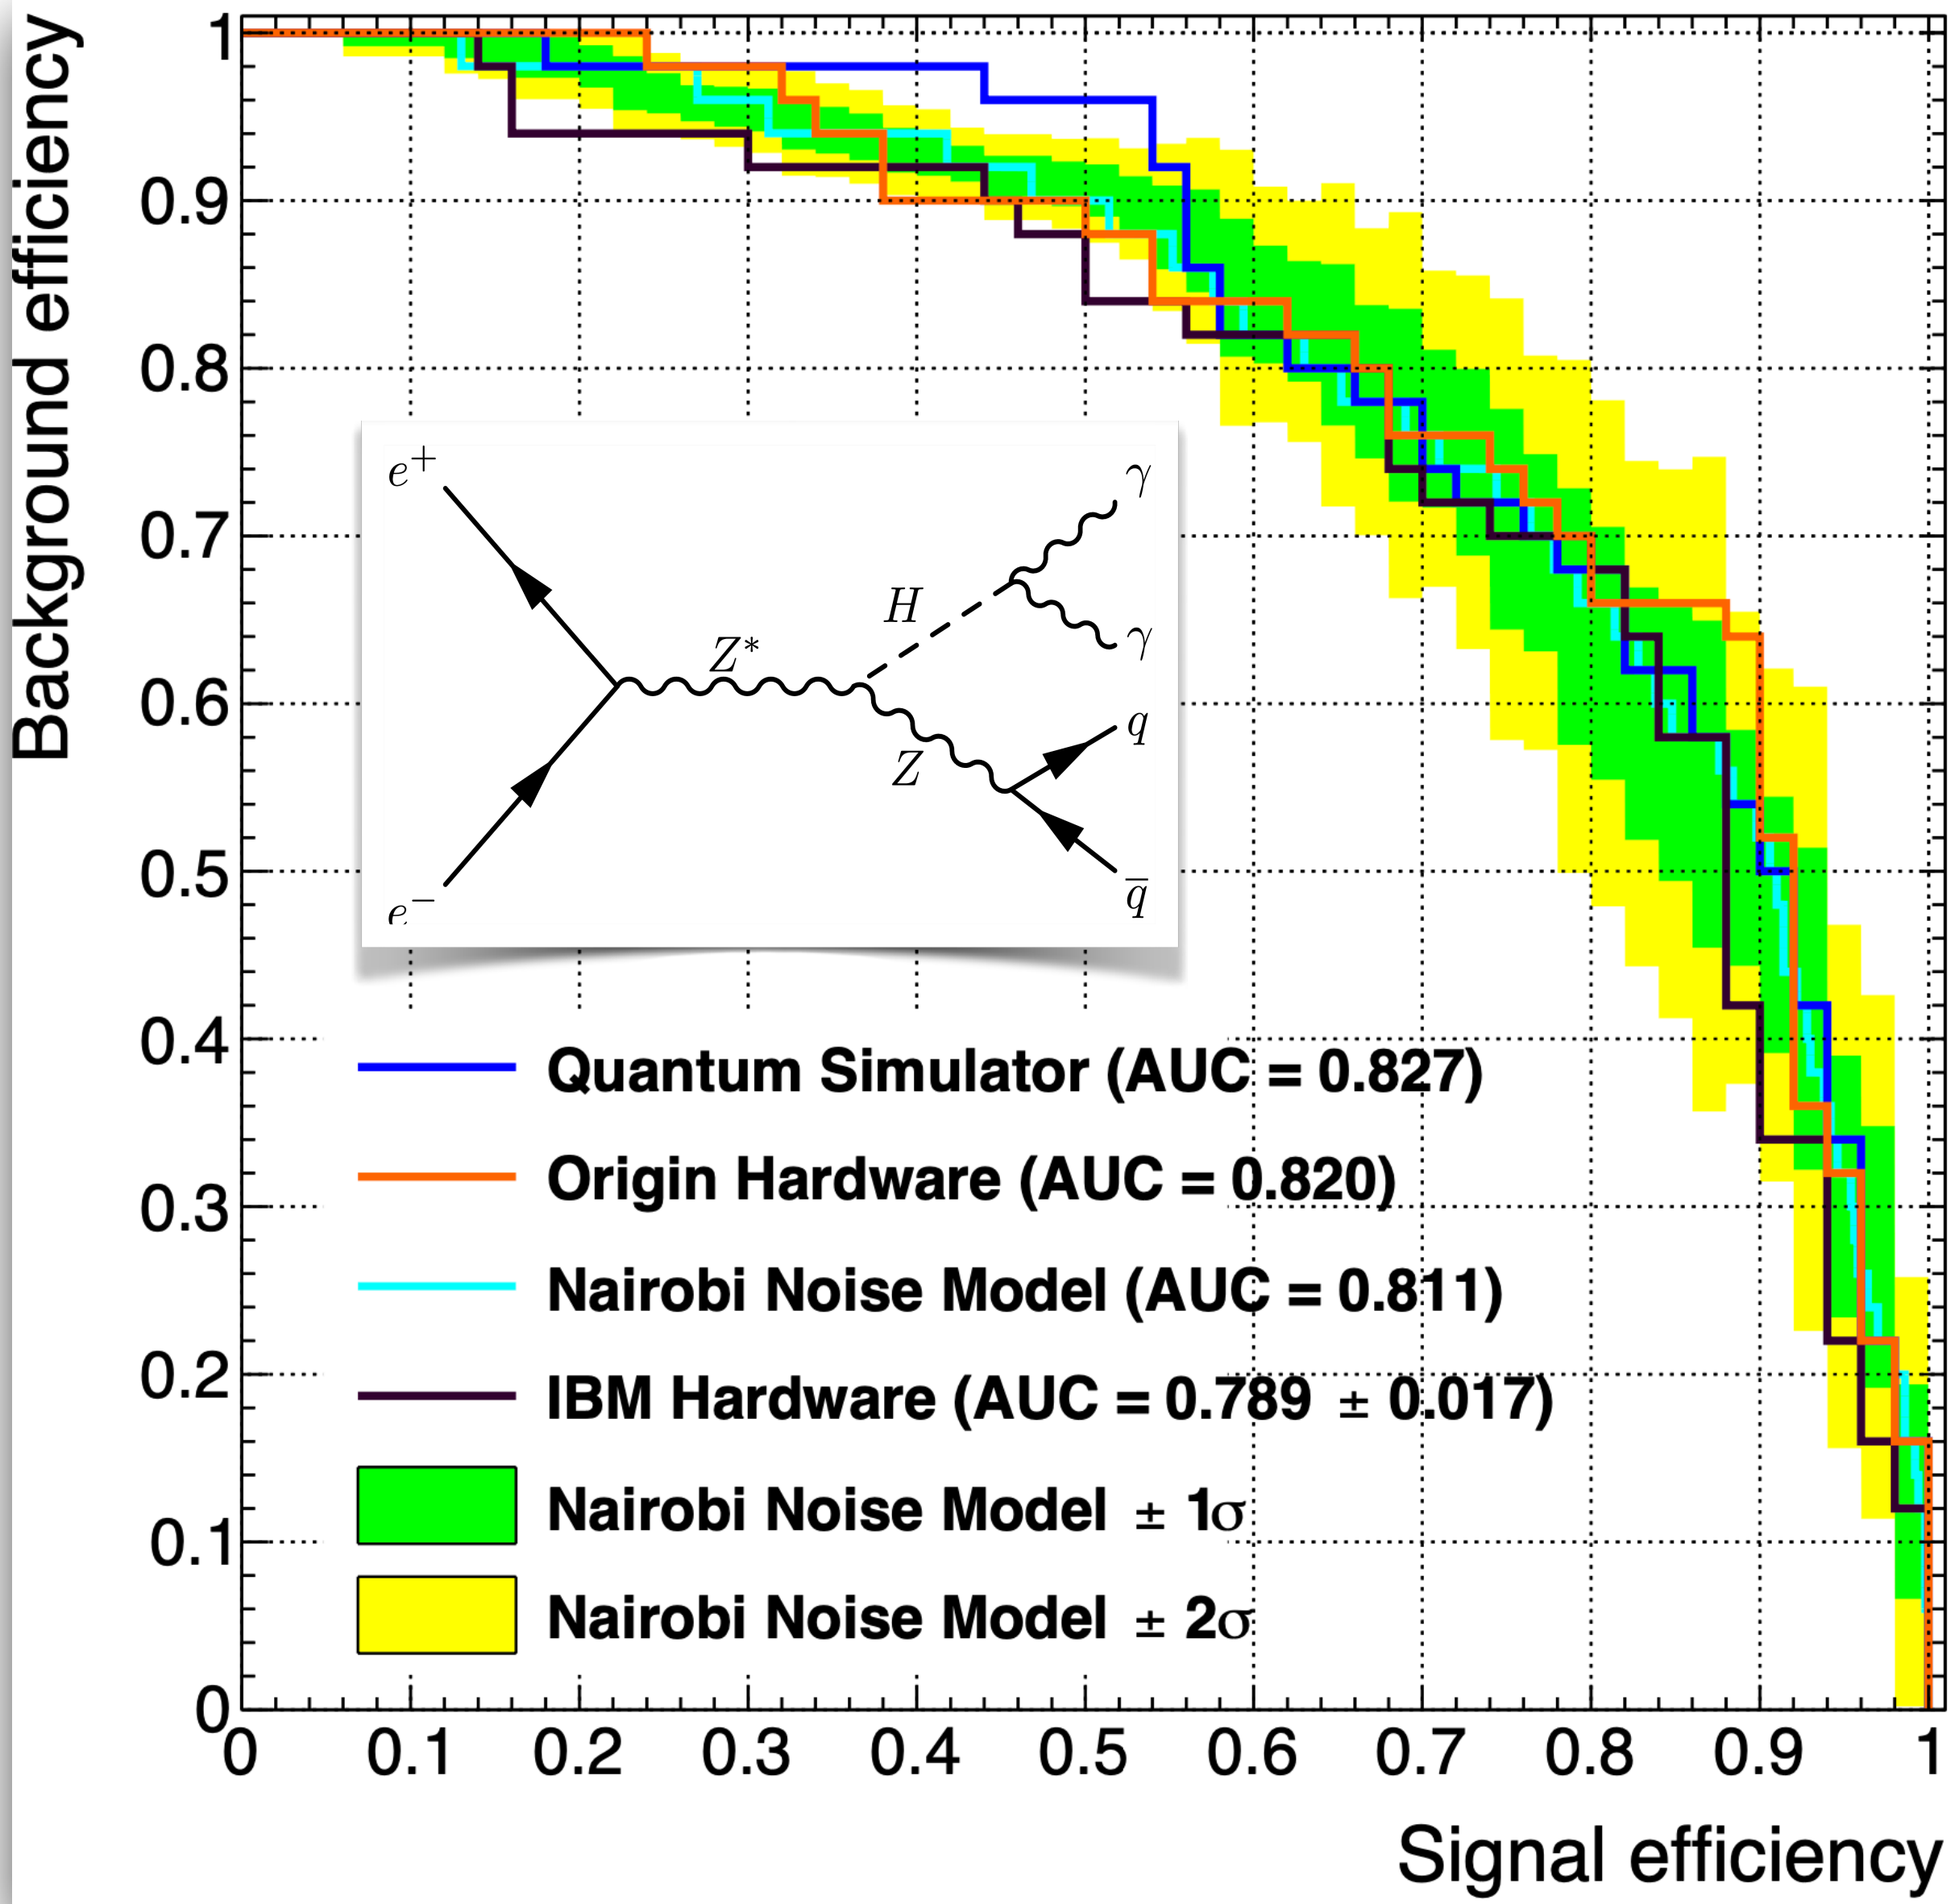 Background efficiency
1
0.9
0.8
0.7
0.6
0.5
0.4
0.3
0.2
0.1
0
e⁺
Z*
H
γ
γ
Z
q
q̅
e⁻
Quantum Simulator (AUC = 0.827)
Origin Hardware (AUC = 0.820)
Nairobi Noise Model (AUC = 0.811)
IBM Hardware (AUC = 0.789 ± 0.017)
Nairobi Noise Model ± 1σ
Nairobi Noise Model ± 2σ
0 0.1 0.2 0.3 0.4 0.5 0.6 0.7 0.8 0.9 1
Signal efficiency